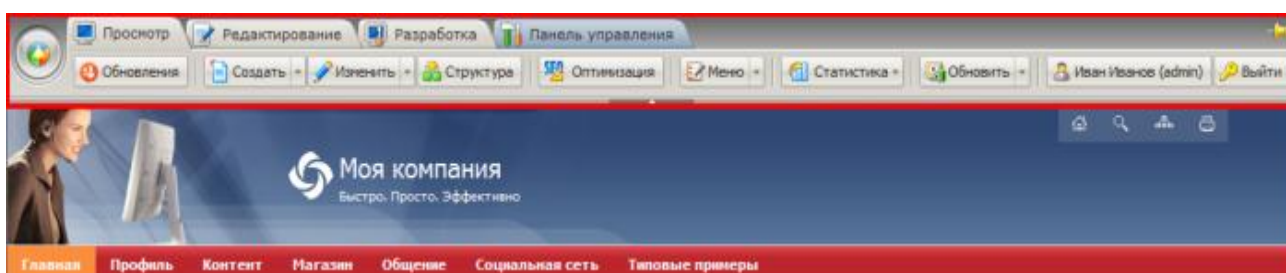 Просмотр Редактирование Разработка Панель управления
Обновления Создать Изменить Структура SEO Оптимизация Меню Статистика Обновить Иван Иванов (admin) Выйти
Моя компания
Быстро. Просто. Эффективно
Главная Профиль Контент Магазин Общение Социальная сеть Типовые примеры